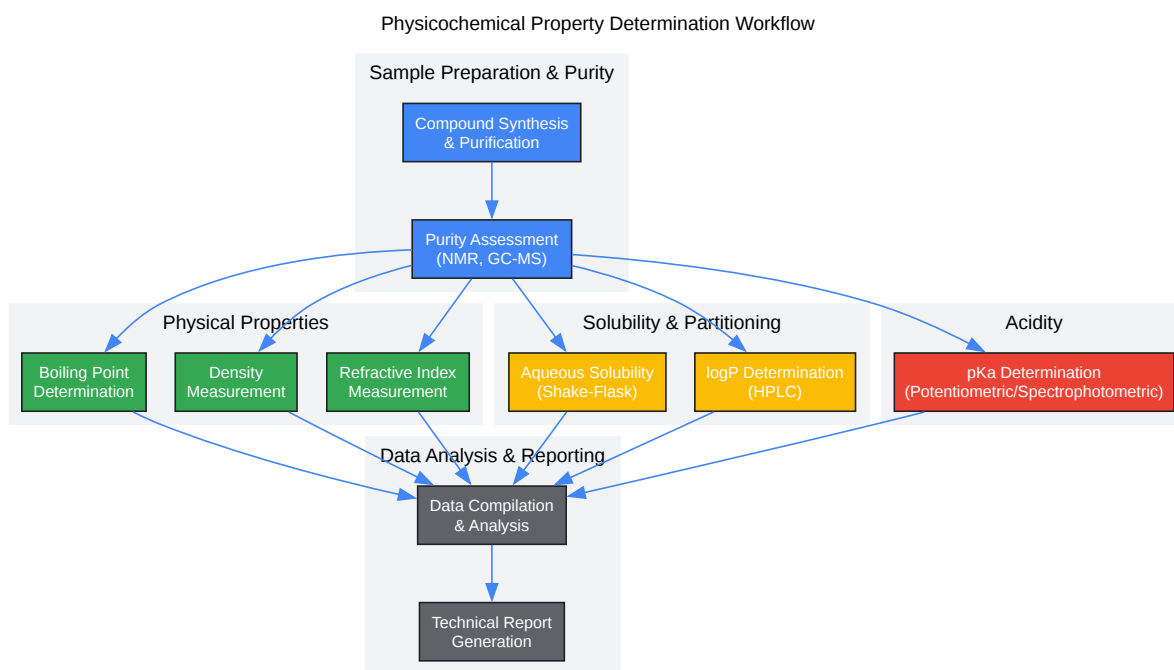 Physicochemical Property Determination Workflow
Sample Preparation & Purity
Compound Synthesis
& Purification
Purity Assessment
(NMR, GC-MS)
Physical Properties
Boiling Point
Determination
Density
Measurement
Refractive Index
Measurement
Solubility & Partitioning
Aqueous Solubility
(Shake-Flask)
logP Determination
(HPLC)
Acidity
pKa Determination
(Potentiometric/Spectrophotometric)
Data Analysis & Reporting
Data Compilation
& Analysis
Technical Report
Generation